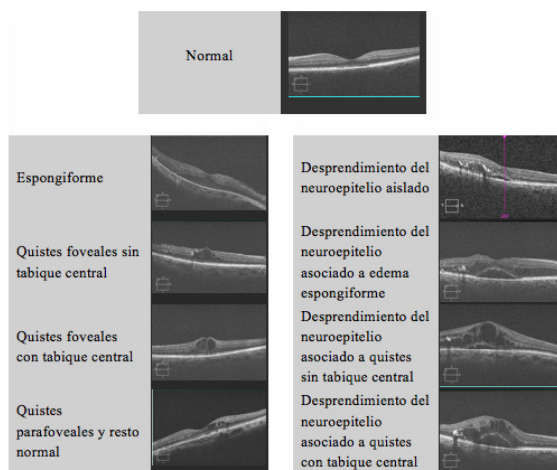 Normal
Espongiforme
Quistes foveales sin
tabique central
Quistes foveales
con tabique central
Quistes
parafoveales y resto
normal
Desprendimiento del
neuroepitelio aislado
Desprendimiento del
neuroepitelio
asociado a edema
espongiforme
Desprendimiento del
neuroepitelio
asociado a quistes
sin tabique central
Desprendimiento del
neuroepitelio
asociado a quistes
con tabique central